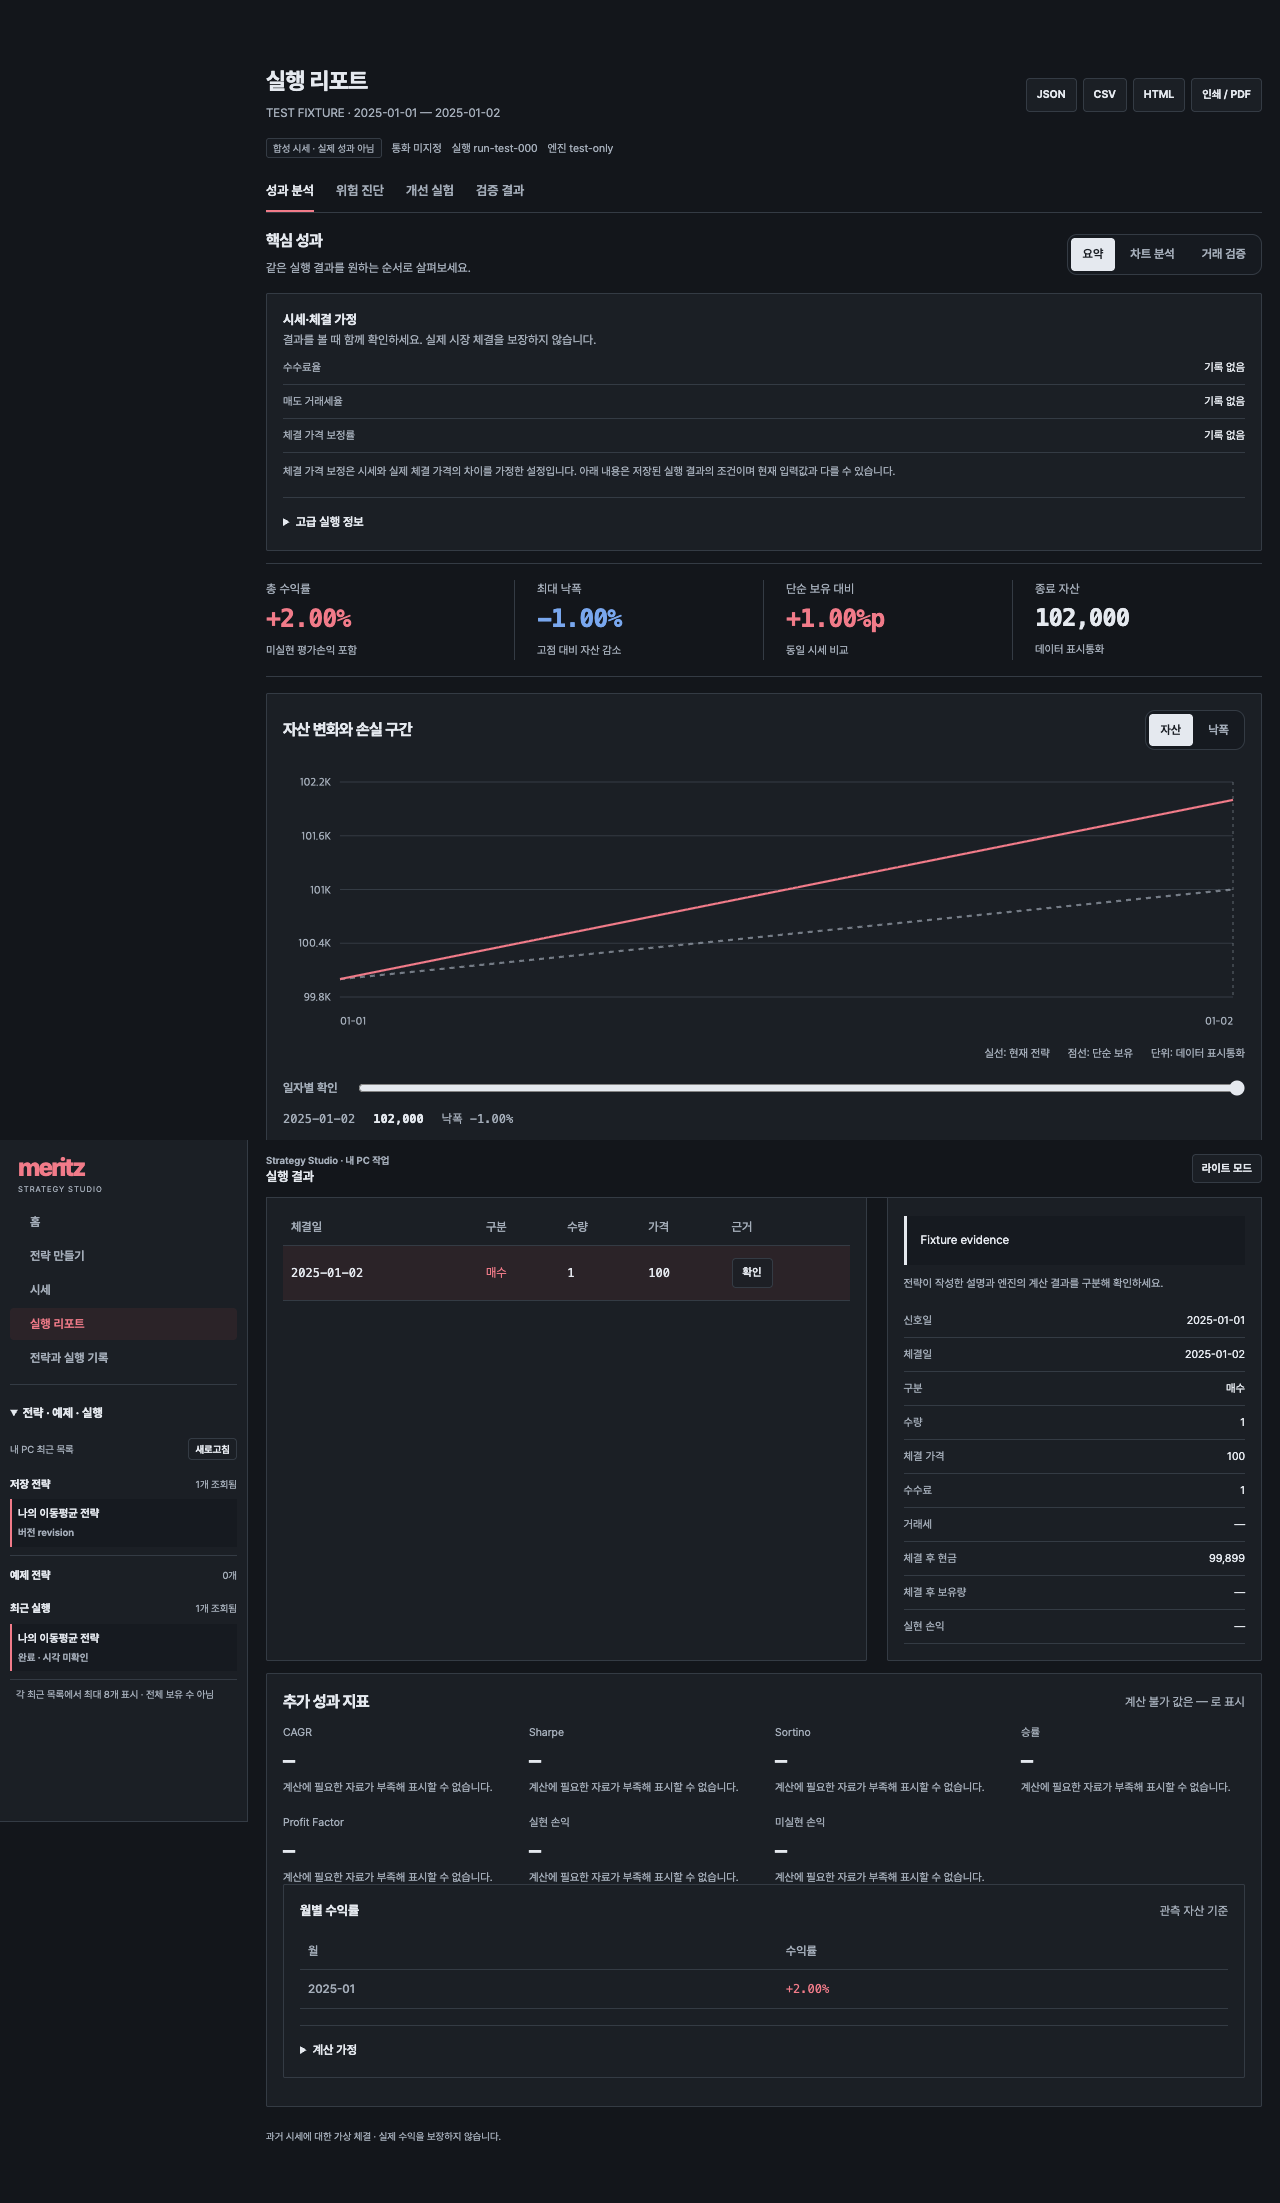 실행 리포트
TEST FIXTURE · 2025-01-01 — 2025-01-02
JSON
CSV
HTML
인쇄 / PDF
합성 시세 · 실제 성과 아님
통화 미지정
실행 run-test-000
엔진 test-only
성과 분석
위험 진단
개선 실험
검증 결과
핵심 성과
같은 실행 결과를 원하는 순서로 살펴보세요.
요약
차트 분석
거래 검증
시세·체결 가정
결과를 볼 때 함께 확인하세요. 실제 시장 체결을 보장하지 않습니다.
수수료율 기록 없음
매도 거래세율 기록 없음
체결 가격 보정률 기록 없음
체결 가격 보정은 시세와 실제 체결 가격의 차이를 가정한 설정입니다. 아래 내용은 저장된 실행 결과의 조건이며 현재 입력값과 다를 수 있습니다.
▶ 고급 실행 정보
총 수익률
+2.00%
미실현 평가손익 포함
최대 낙폭
−1.00%
고점 대비 자산 감소
단순 보유 대비
+1.00%p
동일 시세 비교
종료 자산
102,000
데이터 표시통화
자산 변화와 손실 구간
자산
낙폭
102.2K
101.6K
101K
100.4K
99.8K
01-01
01-02
실선: 현재 전략
점선: 단순 보유
단위: 데이터 표시통화
일자별 확인
2025-01-02 102,000 낙폭 -1.00%
meritz
STRATEGY STUDIO
홈
전략 만들기
시세
실행 리포트
전략과 실행 기록
▼ 전략 · 예제 · 실행
내 PC 최근 목록
새로고침
저장 전략 1개 조회됨
나의 이동평균 전략
버전 revision
예제 전략 0개
최근 실행 1개 조회됨
나의 이동평균 전략
완료 · 시각 미확인
각 최근 목록에서 최대 8개 표시 · 전체 보유 수 아님
Strategy Studio · 내 PC 작업
실행 결과
라이트 모드
체결일 구분 수량 가격 근거
2025-01-02 매수 1 100 확인
Fixture evidence
전략이 작성한 설명과 엔진의 계산 결과를 구분해 확인하세요.
신호일 2025-01-01
체결일 2025-01-02
구분 매수
수량 1
체결 가격 100
수수료 1
거래세 —
체결 후 현금 99,899
체결 후 보유량 —
실현 손익 —
추가 성과 지표
계산 불가 값은 — 로 표시
CAGR
—
계산에 필요한 자료가 부족해 표시할 수 없습니다.
Sharpe
—
계산에 필요한 자료가 부족해 표시할 수 없습니다.
Sortino
—
계산에 필요한 자료가 부족해 표시할 수 없습니다.
승률
—
계산에 필요한 자료가 부족해 표시할 수 없습니다.
Profit Factor
—
계산에 필요한 자료가 부족해 표시할 수 없습니다.
실현 손익
—
계산에 필요한 자료가 부족해 표시할 수 없습니다.
미실현 손익
—
계산에 필요한 자료가 부족해 표시할 수 없습니다.
월별 수익률
관측 자산 기준
월 수익률
2025-01 +2.00%
▶ 계산 가정
과거 시세에 대한 가상 체결 · 실제 수익을 보장하지 않습니다.